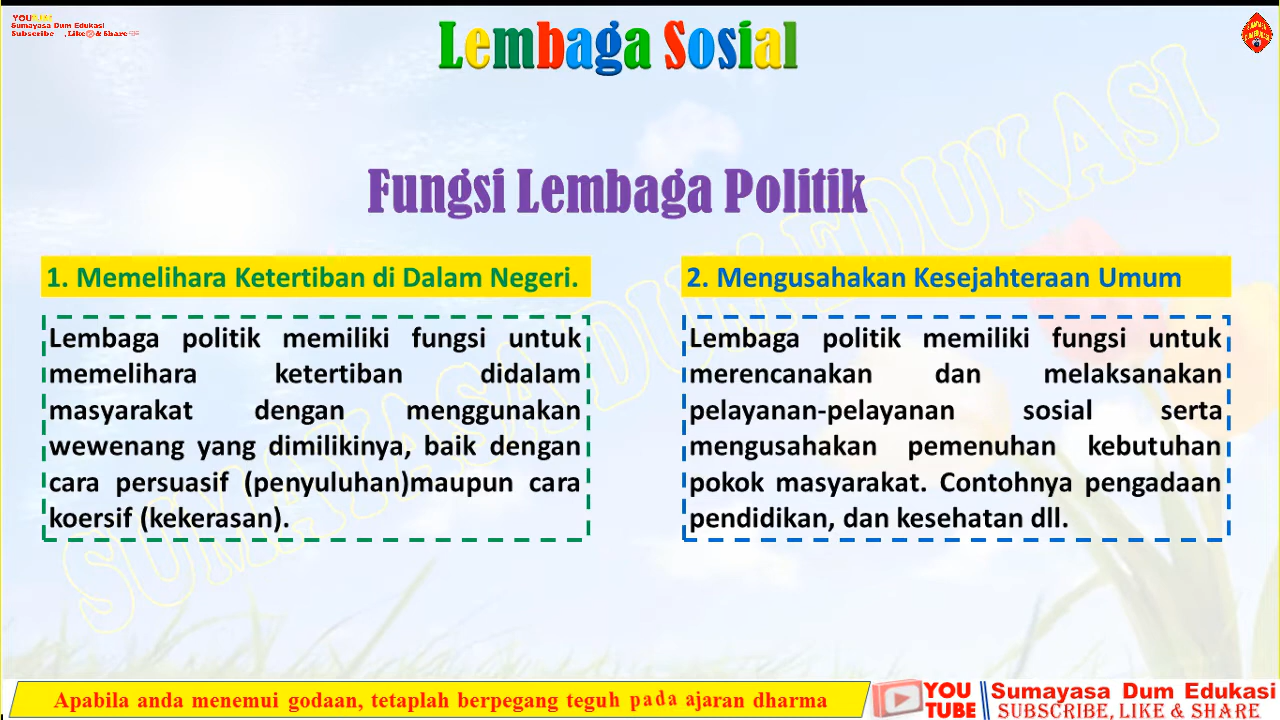 YOUTUBE
Sumayasa Dum Edukasi
Subscribe ,Like & Share
Lembaga Sosial
Fungsi Lembaga Politik
1. Memelihara Ketertiban di Dalam Negeri.
Lembaga politik memiliki fungsi untuk
memelihara ketertiban didalam
masyarakat dengan menggunakan
wewenang yang dimilikinya, baik dengan
cara persuasif (penyuluhan)maupun cara
koersif (kekerasan).
2. Mengusahakan Kesejahteraan Umum
Lembaga politik memiliki fungsi untuk
merencanakan dan melaksanakan
pelayanan-pelayanan sosial serta
mengusahakan pemenuhan kebutuhan
pokok masyarakat. Contohnya pengadaan
pendidikan, dan kesehatan dll.
SUMAYASA DUM EDUKASI
Apabila anda menemui godaan, tetaplah berpegang teguh pada ajaran dharma
YOU
TUBE
Sumayasa Dum Edukasi
SUBSCRIBE, LIKE & SHARE